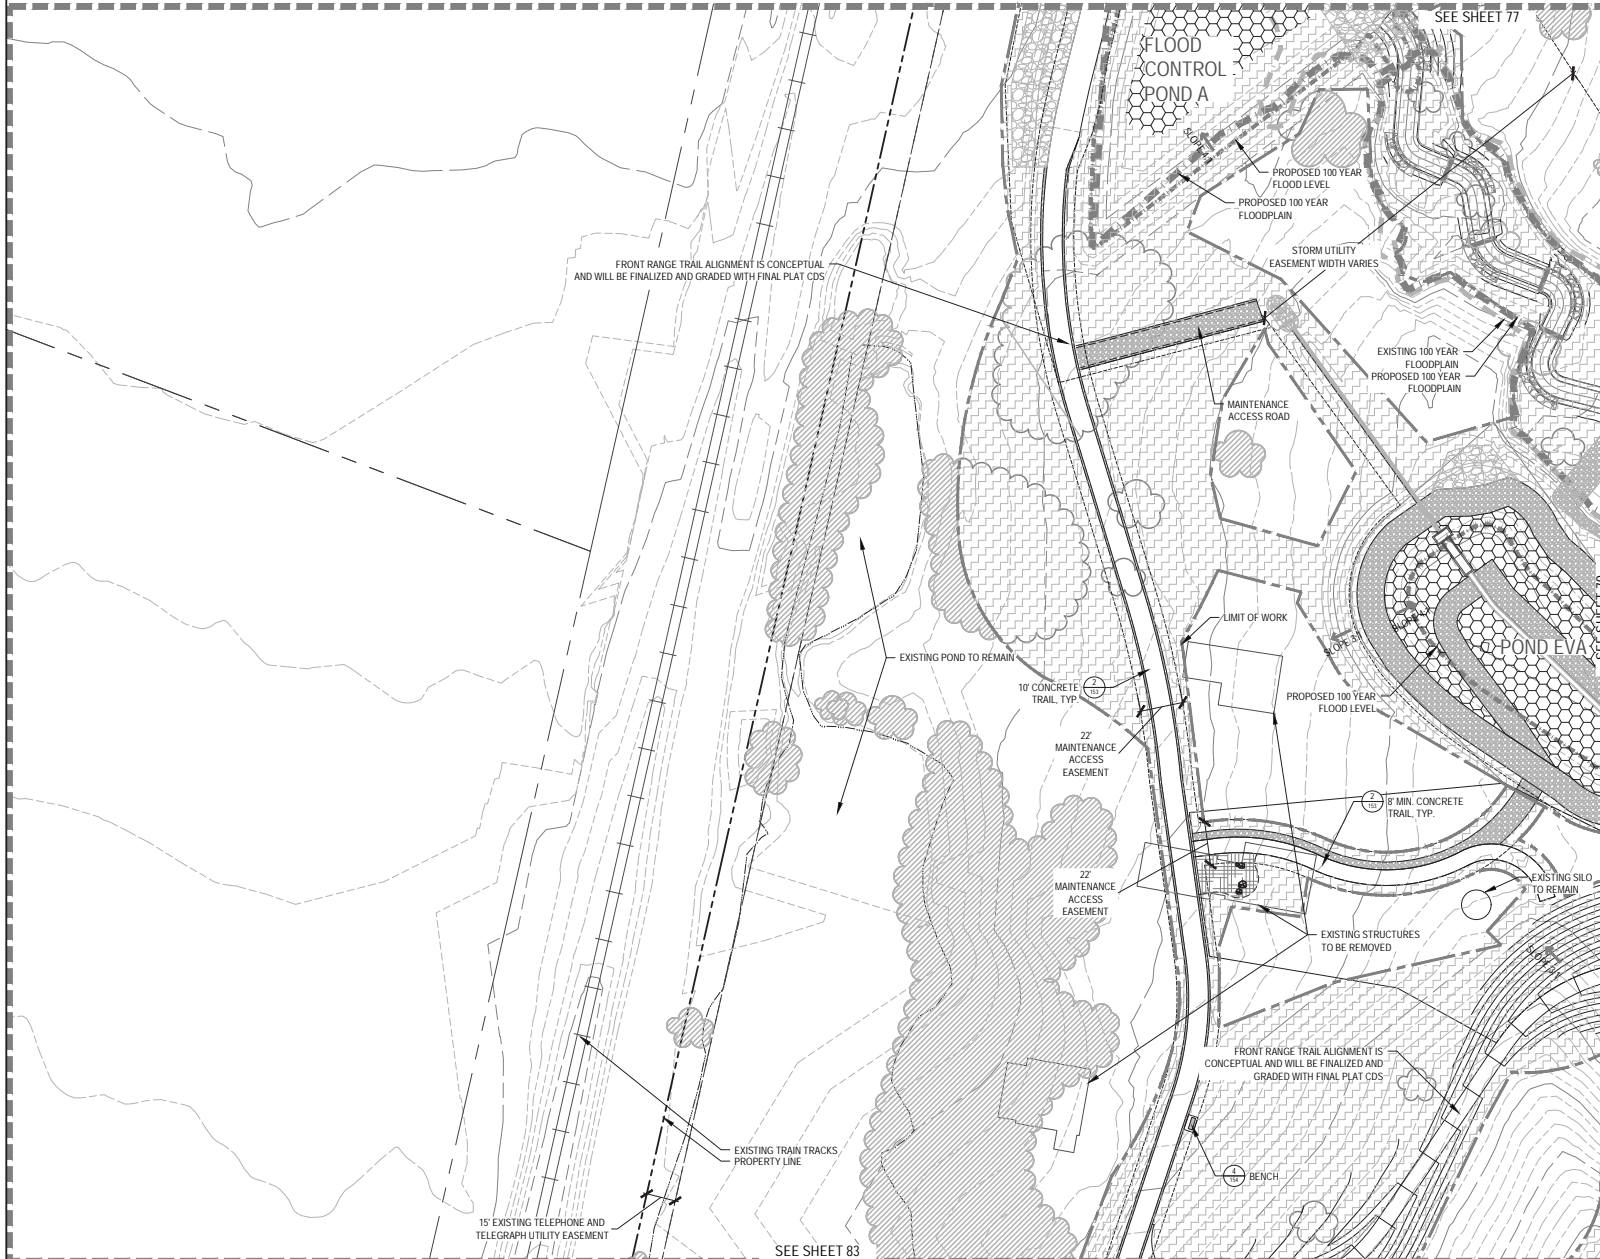 SEE SHEET 77
FLOOD
CONTROL
POND A
PROPOSED 100 YEAR
FLOOD LEVEL
PROPOSED 100 YEAR
FLOODPLAIN
STORM UTILITY
EASEMENT WIDTH VARIES
FRONT RANGE TRAIL ALIGNMENT IS CONCEPTUAL
AND WILL BE FINALIZED AND GRADED WITH FINAL PLAT CDS
EXISTING 100 YEAR
FLOODPLAIN
PROPOSED 100 YEAR
FLOODPLAIN
MAINTENANCE
ACCESS ROAD
LIMIT OF WORK
POND EVA
EXISTING POND TO REMAIN
10' CONCRETE
TRAIL, TYP.
2
153
PROPOSED 100 YEAR
FLOOD LEVEL
22'
MAINTENANCE
ACCESS
EASEMENT
2
153
8' MIN. CONCRETE
TRAIL, TYP.
22'
MAINTENANCE
ACCESS
EASEMENT
EXISTING SILO
TO REMAIN
EXISTING STRUCTURES
TO BE REMOVED
FRONT RANGE TRAIL ALIGNMENT IS
CONCEPTUAL AND WILL BE FINALIZED AND
GRADED WITH FINAL PLAT CDS
EXISTING TRAIN TRACKS
PROPERTY LINE
4
154
BENCH
15' EXISTING TELEPHONE AND
TELEGRAPH UTILITY EASEMENT
SEE SHEET 83